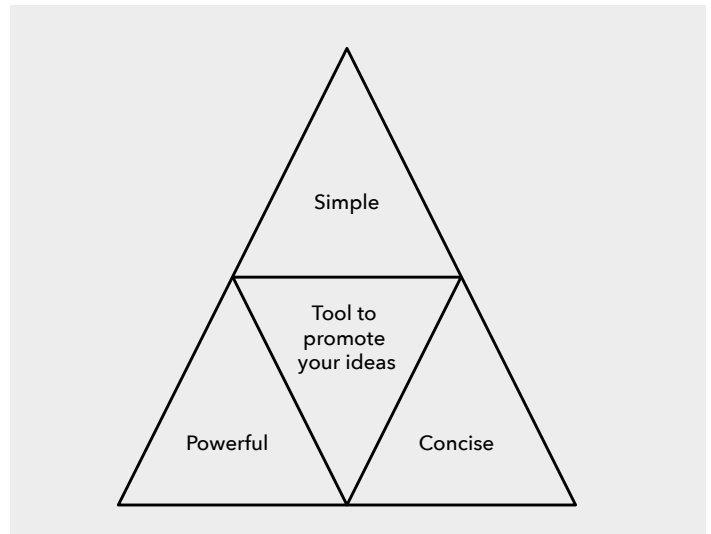 Simple
Tool to
promote
your ideas
Powerful
Concise